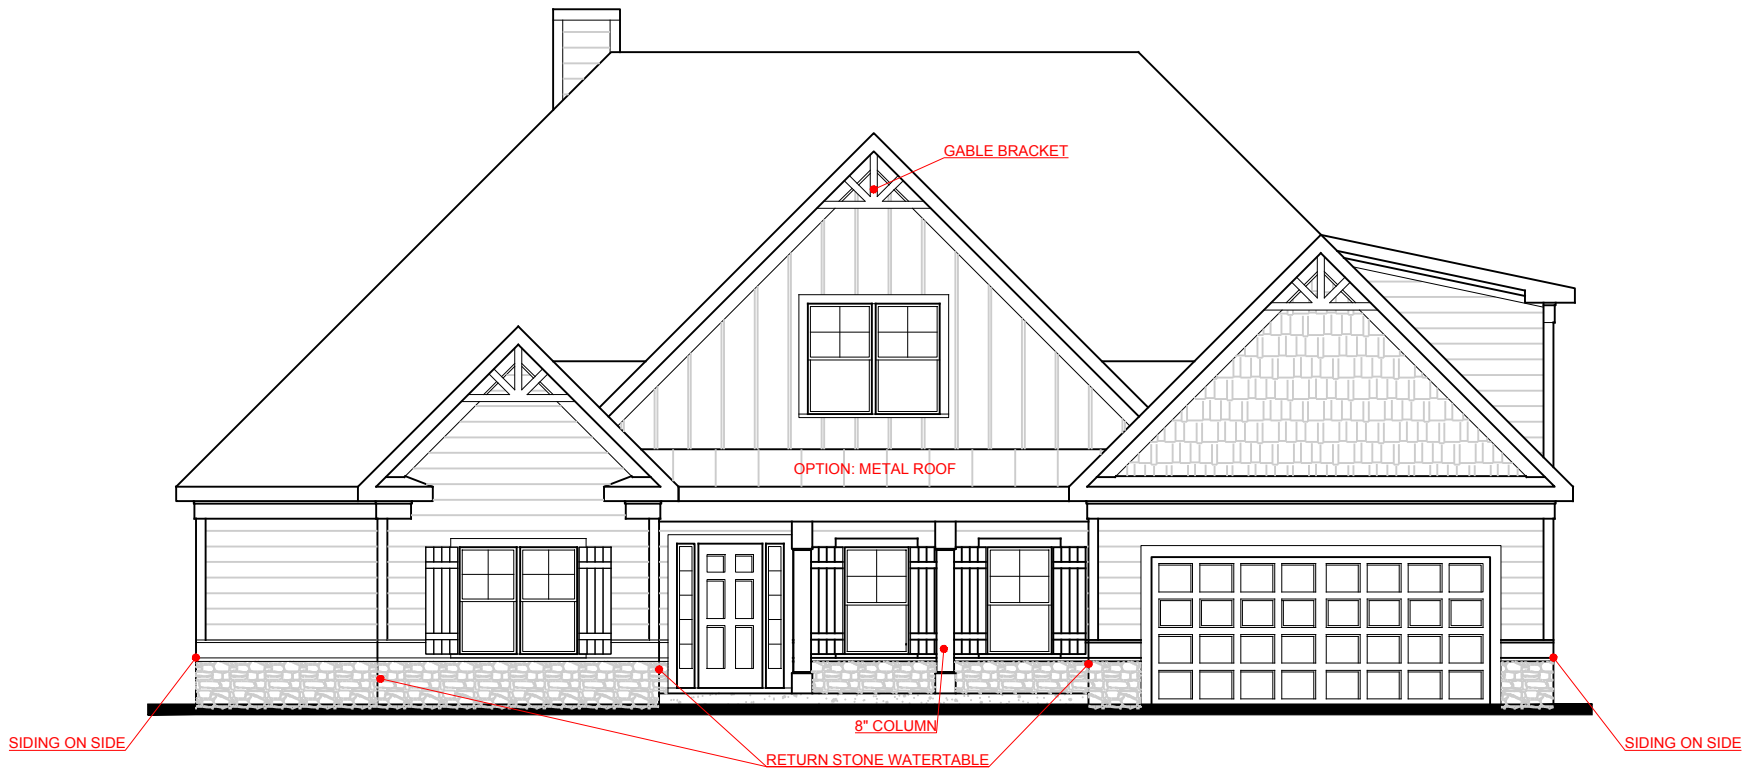 GABLE BRACKET
OPTION: METAL ROOF
8" COLUMN
SIDING ON SIDE
SIDING ON SIDE
RETURN STONE WATERTABLE